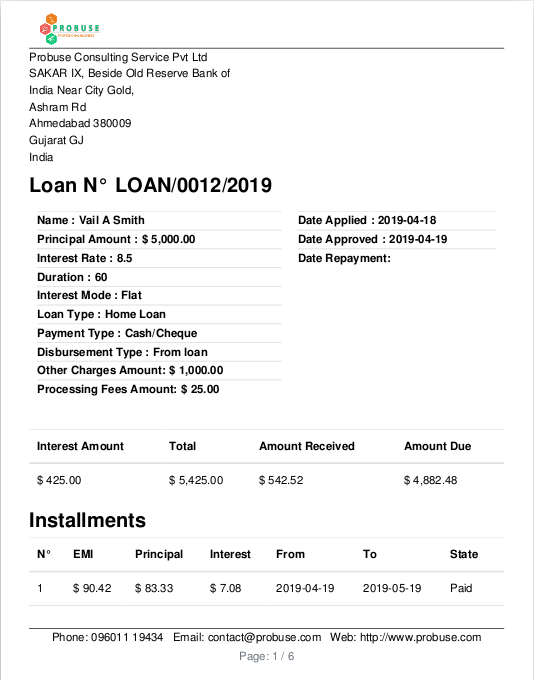 PROBUSE
Probuse Consulting Service Pvt Ltd
SAKAR IX, Beside Old Reserve Bank of
India Near City Gold,
Ashram Rd
Ahmedabad 380009
Gujarat GJ
India
Loan N° LOAN/0012/2019
Name : Vail A Smith
Principal Amount : $ 5,000.00
Interest Rate : 8.5
Duration : 60
Interest Mode : Flat
Loan Type : Home Loan
Payment Type : Cash/Cheque
Disbursement Type : From loan
Other Charges Amount: $ 1,000.00
Processing Fees Amount: $ 25.00
Date Applied : 2019-04-18
Date Approved : 2019-04-19
Date Repayment:
Interest Amount Total Amount Received Amount Due
$ 425.00 $ 5,425.00 $ 542.52 $ 4,882.48
Installments
N° EMI Principal Interest From To State
1 $ 90.42 $ 83.33 $ 7.08 2019-04-19 2019-05-19 Paid
Phone: 096011 19434 Email: contact@probuse.com Web: http://www.probuse.com
Page: 1 / 6